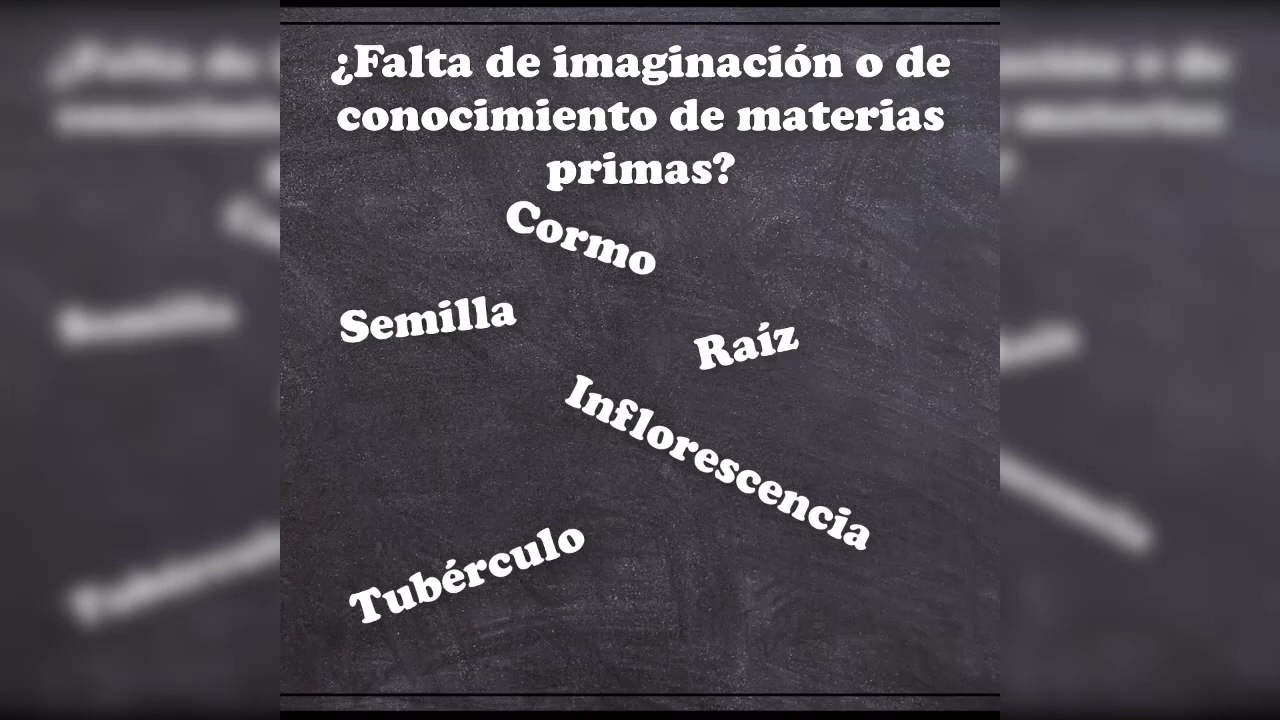 ¿Falta de imaginación o de
conocimiento de materias
primas?
Cormo
Semilla
Raíz
Inflorescencia
Tubérculo